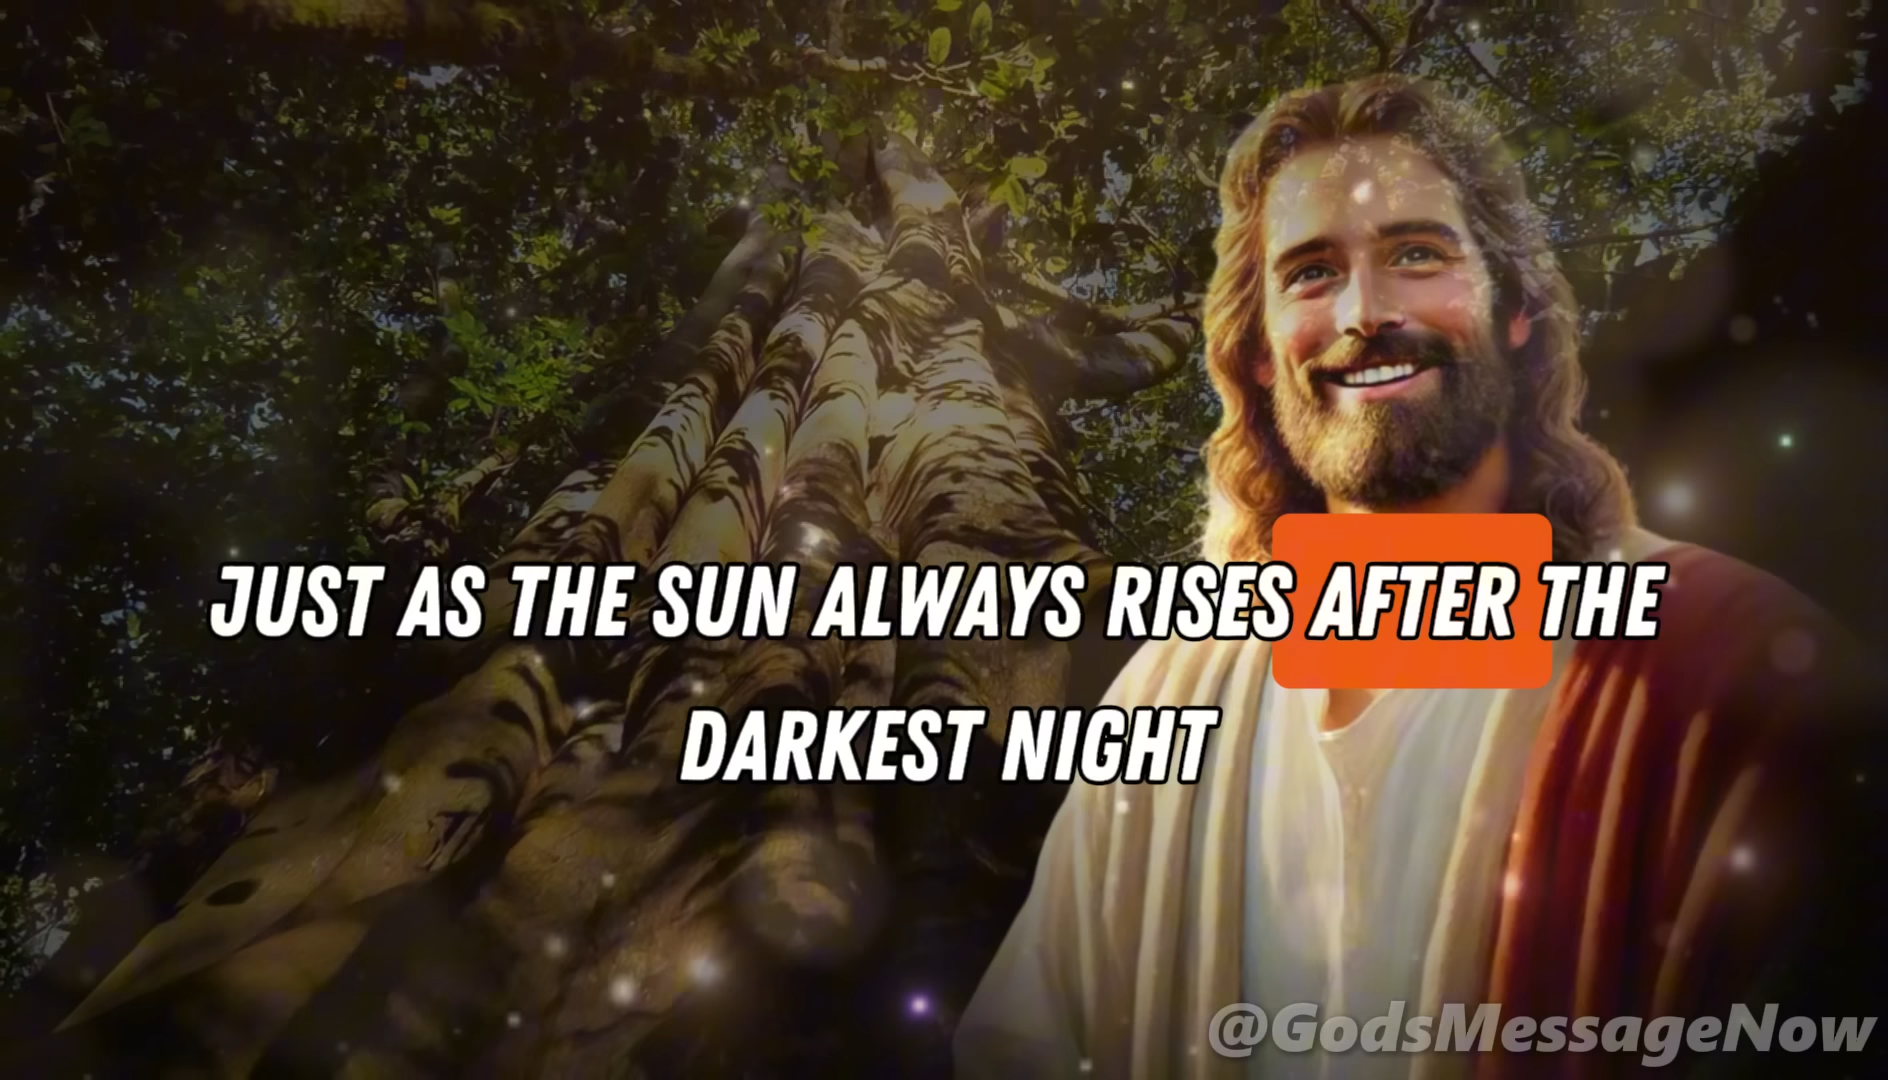 JUST AS THE SUN ALWAYS RISES AFTER THE
DARKEST NIGHT
@GodsMessageNow